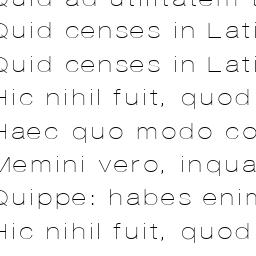 Quid ad utilitatem
Quid censes in Lati
Quid censes in Lati
Hic nihil fuit, quod
Haec quo modo co
Memini vero, inqua
Quippe: habes enim
Hic nihil fuit, quod